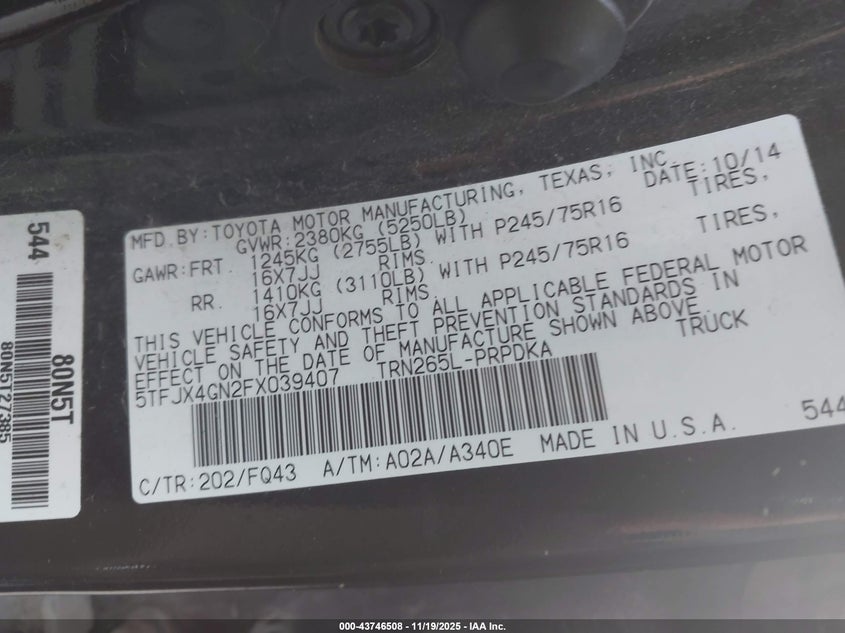 MFD BY:TOYOTA MOTOR MANUFACTURING, TEXAS, INC. DATE:10/14
GVWR:2380KG (5250LB)
GAWR:FRT. 1245KG (2755LB) WITH P245/75R16 TIRES,
16X7JJ RIMS.
RR. 1410KG (3110LB) WITH P245/75R16 TIRES,
16X7JJ RIMS.
THIS VEHICLE CONFORMS TO ALL APPLICABLE FEDERAL MOTOR
VEHICLE SAFETY AND THEFT PREVENTION STANDARDS IN
EFFECT ON THE DATE OF MANUFACTURE SHOWN ABOVE.
5TFJX4GN2FX039407 TRN265L-PRPDKA TRUCK
C/TR:202/FQ43 A/TM:A02A/A340E MADE IN U.S.A. 544
544
80N5T
80N5T27385
000-43746508 - 11/19/2025 - IAA Inc.